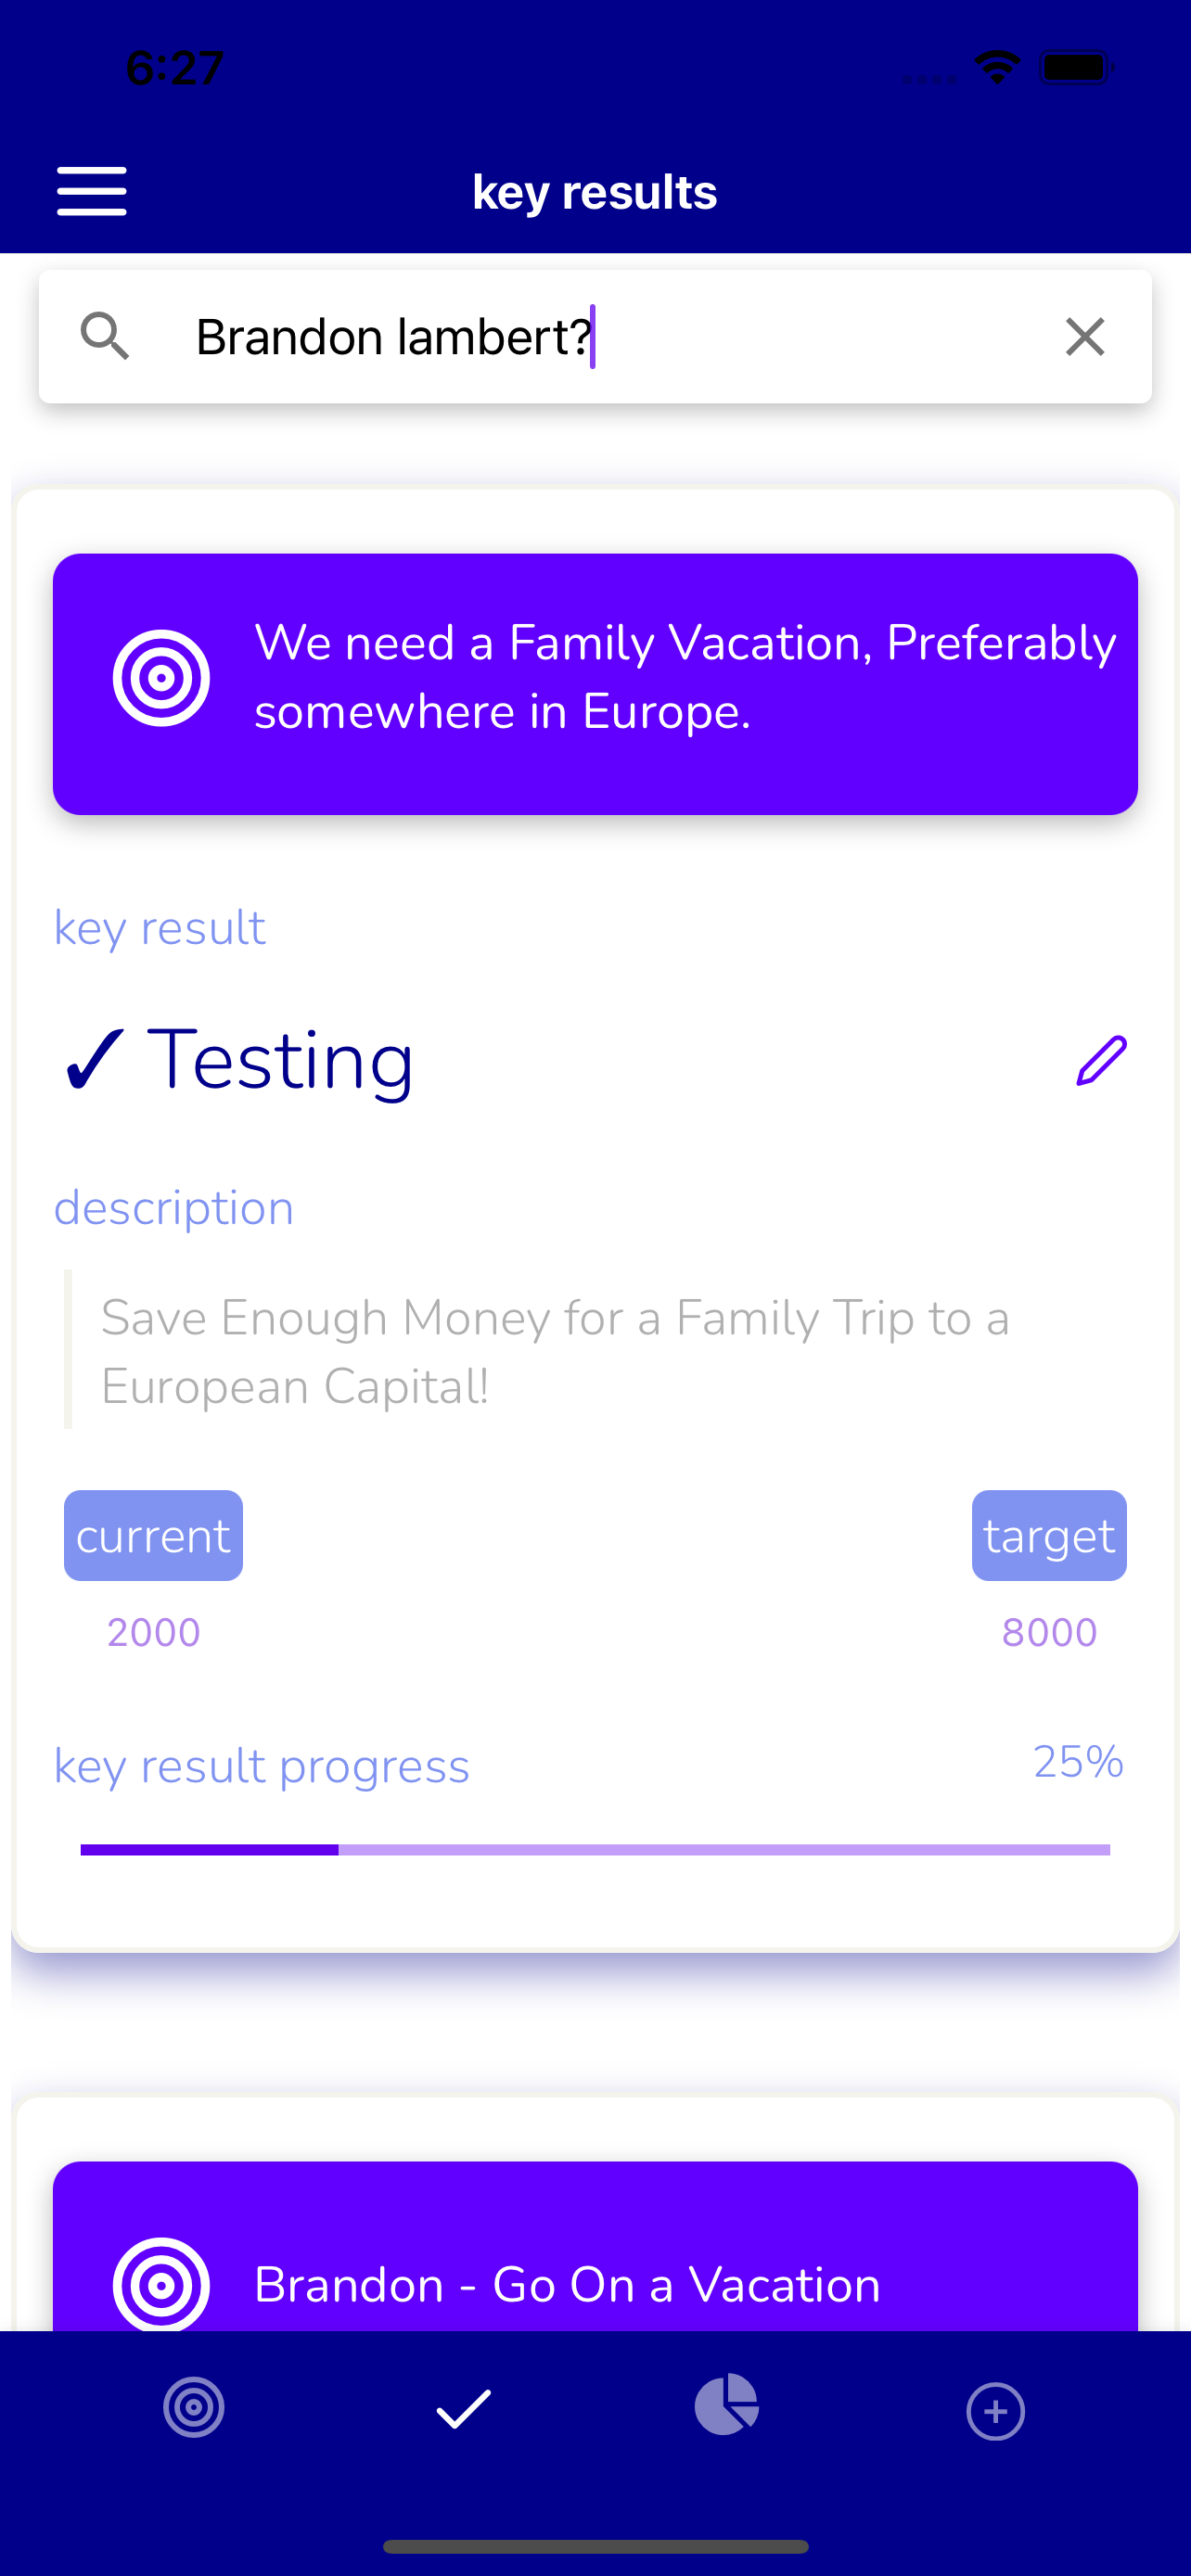 6:27
key results
Brandon lambert?
We need a Family Vacation, Preferably
somewhere in Europe.
key result
✓ Testing
description
Save Enough Money for a Family Trip to a
European Capital!
current
target
2000
8000
key result progress
25%
Brandon - Go On a Vacation